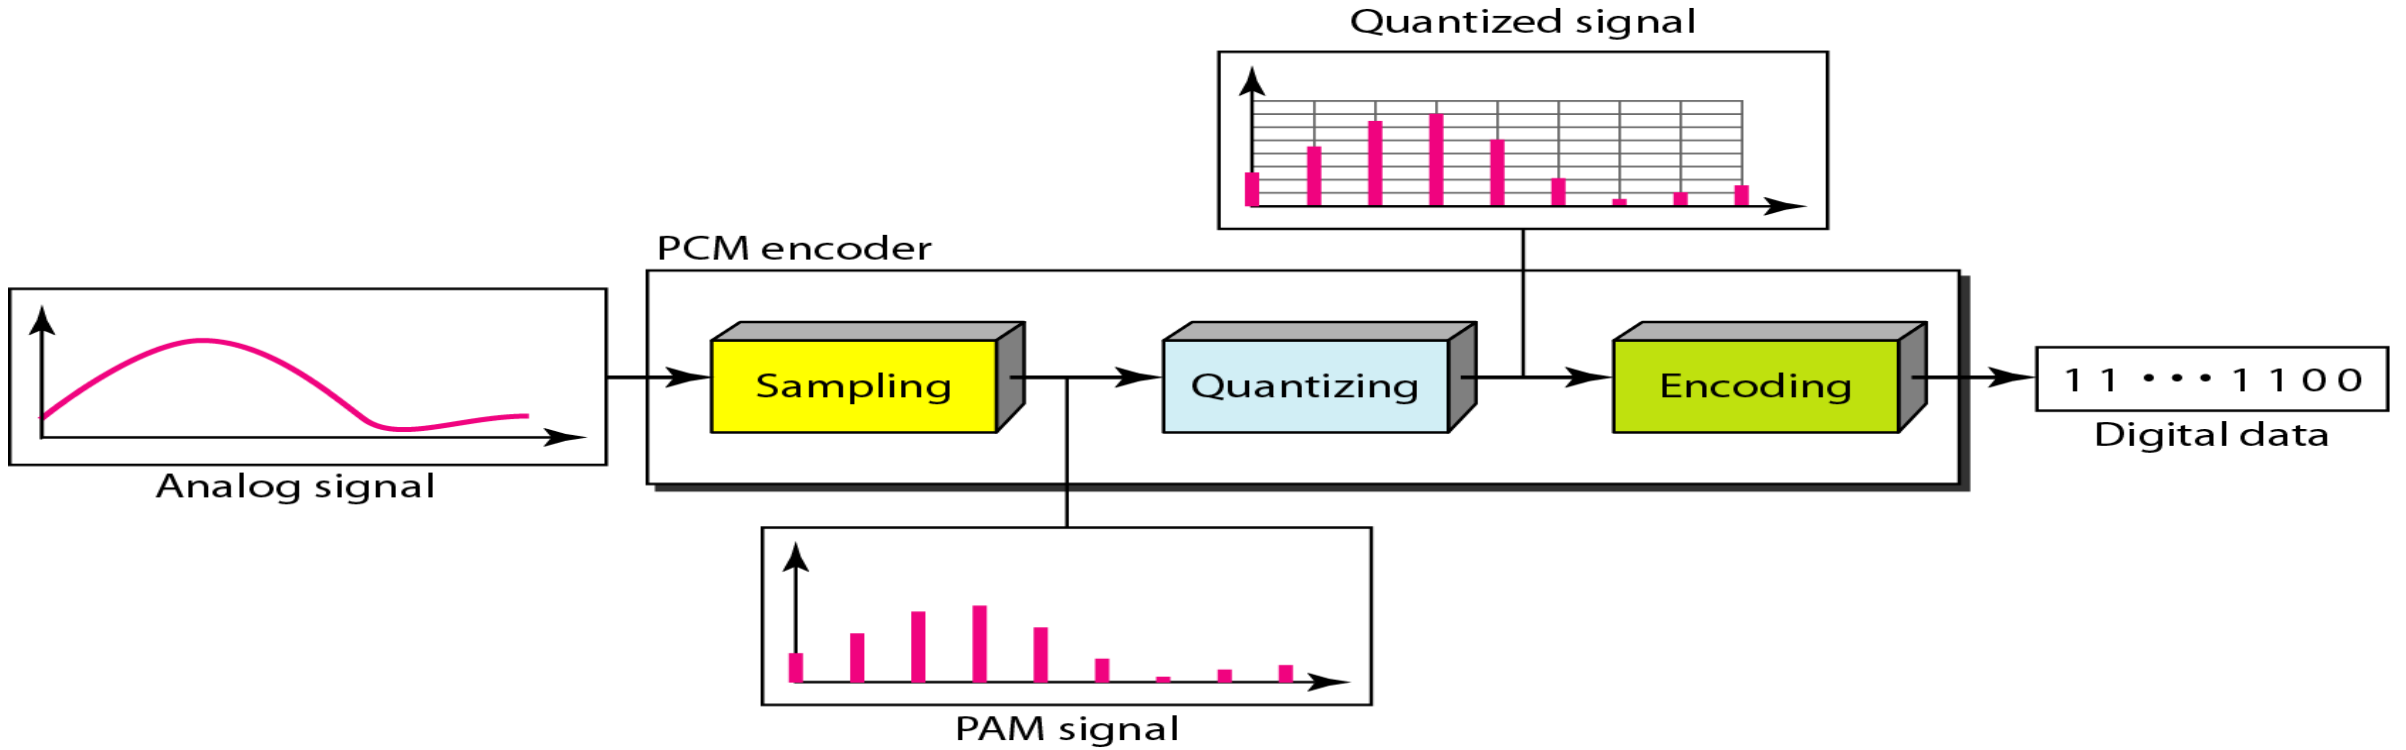 Quantized signal
PCM encoder
Sampling
Quantizing
Encoding
1 1 • • • 1 1 0 0
Digital data
Analog signal
PAM signal